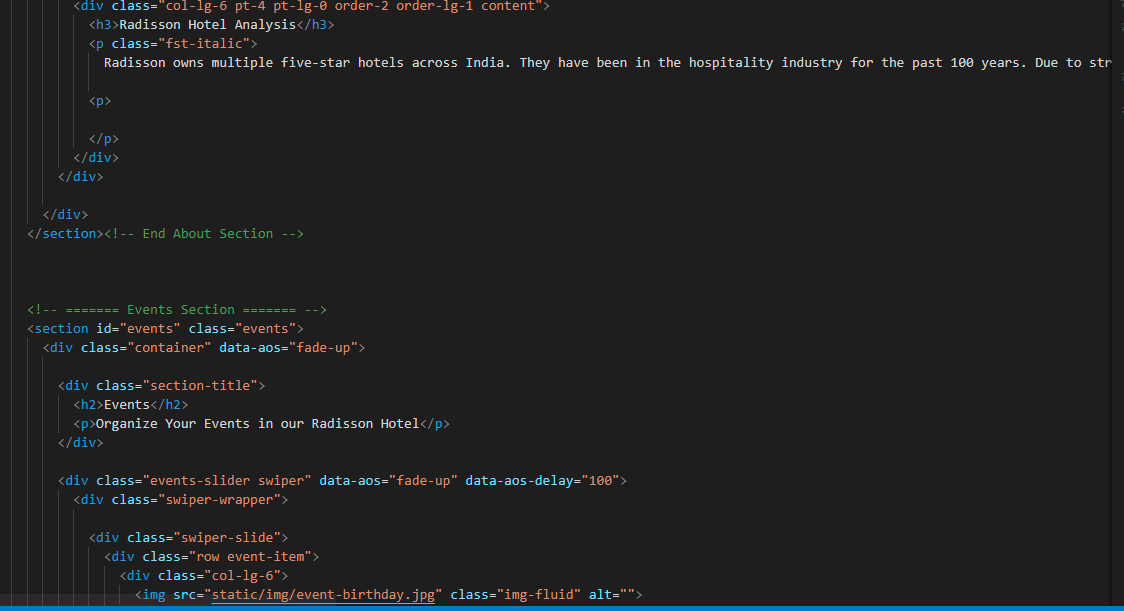 <div class="col-lg-6 pt-4 pt-lg-0 order-2 order-lg-1 content">
<h3>Radisson Hotel Analysis</h3>
<p class="fst-italic">
Radisson owns multiple five-star hotels across India. They have been in the hospitality industry for the past 100 years. Due to str
<p>
</p>
</div>
</div>
</div>
</section><!-- End About Section -->
<!-- ======= Events Section ======= -->
<section id="events" class="events">
<div class="container" data-aos="fade-up">
<div class="section-title">
<h2>Events</h2>
<p>Organize Your Events in our Radisson Hotel</p>
</div>
<div class="events-slider swiper" data-aos="fade-up" data-aos-delay="100">
<div class="swiper-wrapper">
<div class="swiper-slide">
<div class="row event-item">
<div class="col-lg-6">
<img src="static/img/event-birthday.jpg" class="img-fluid" alt="">